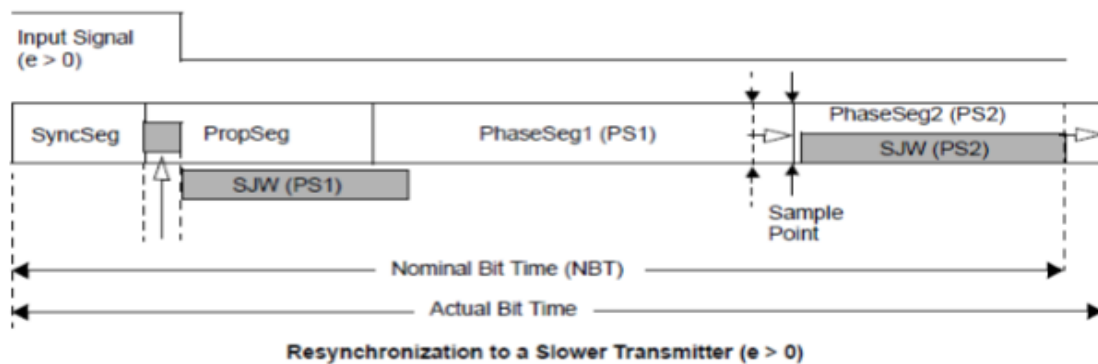 Input Signal
(e > 0)
SyncSeg
PropSeg
PhaseSeg1 (PS1)
PhaseSeg2 (PS2)
SJW (PS2)
SJW (PS1)
Sample
Point
Nominal Bit Time (NBT)
Actual Bit Time
Resynchronization to a Slower Transmitter (e > 0)